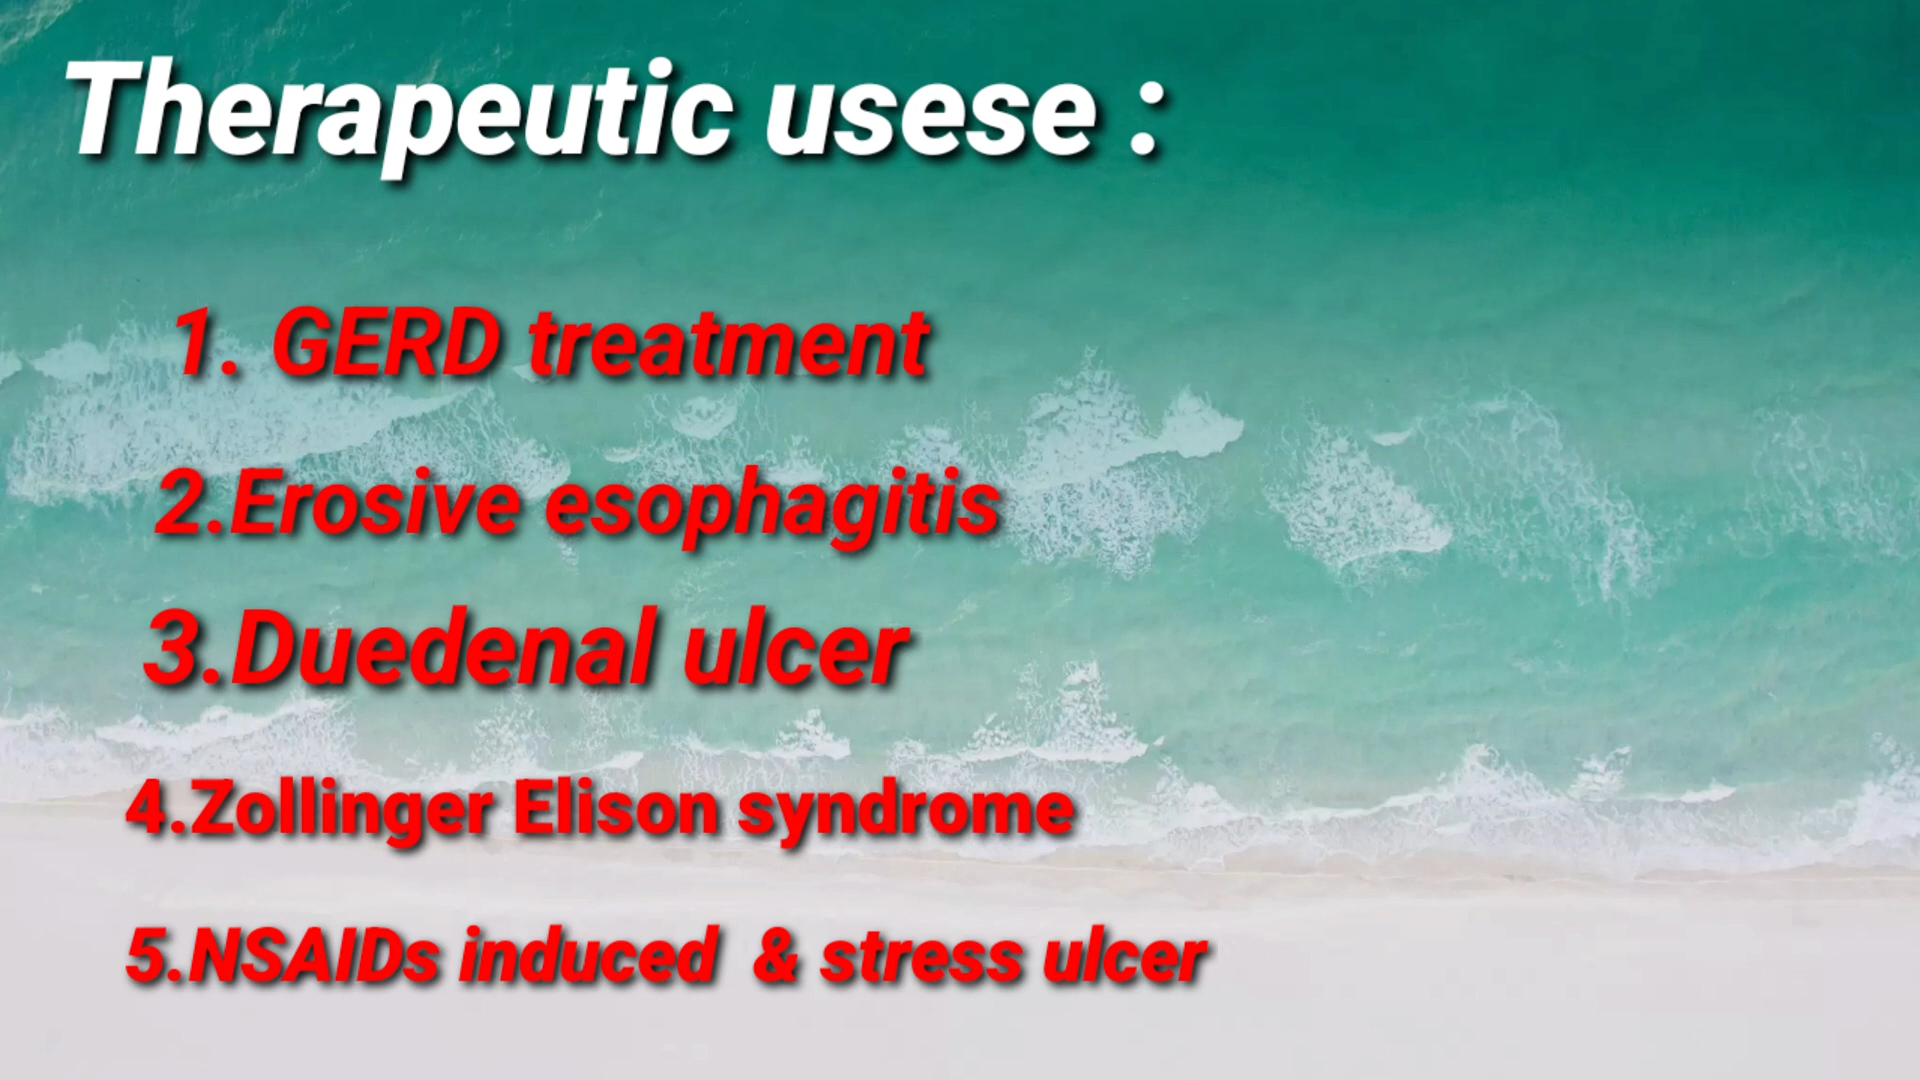 Therapeutic usese :
1. GERD treatment
2.Erosive esophagitis
3.Duedenal ulcer
4.Zollinger Elison syndrome
5.NSAIDs induced & stress ulcer